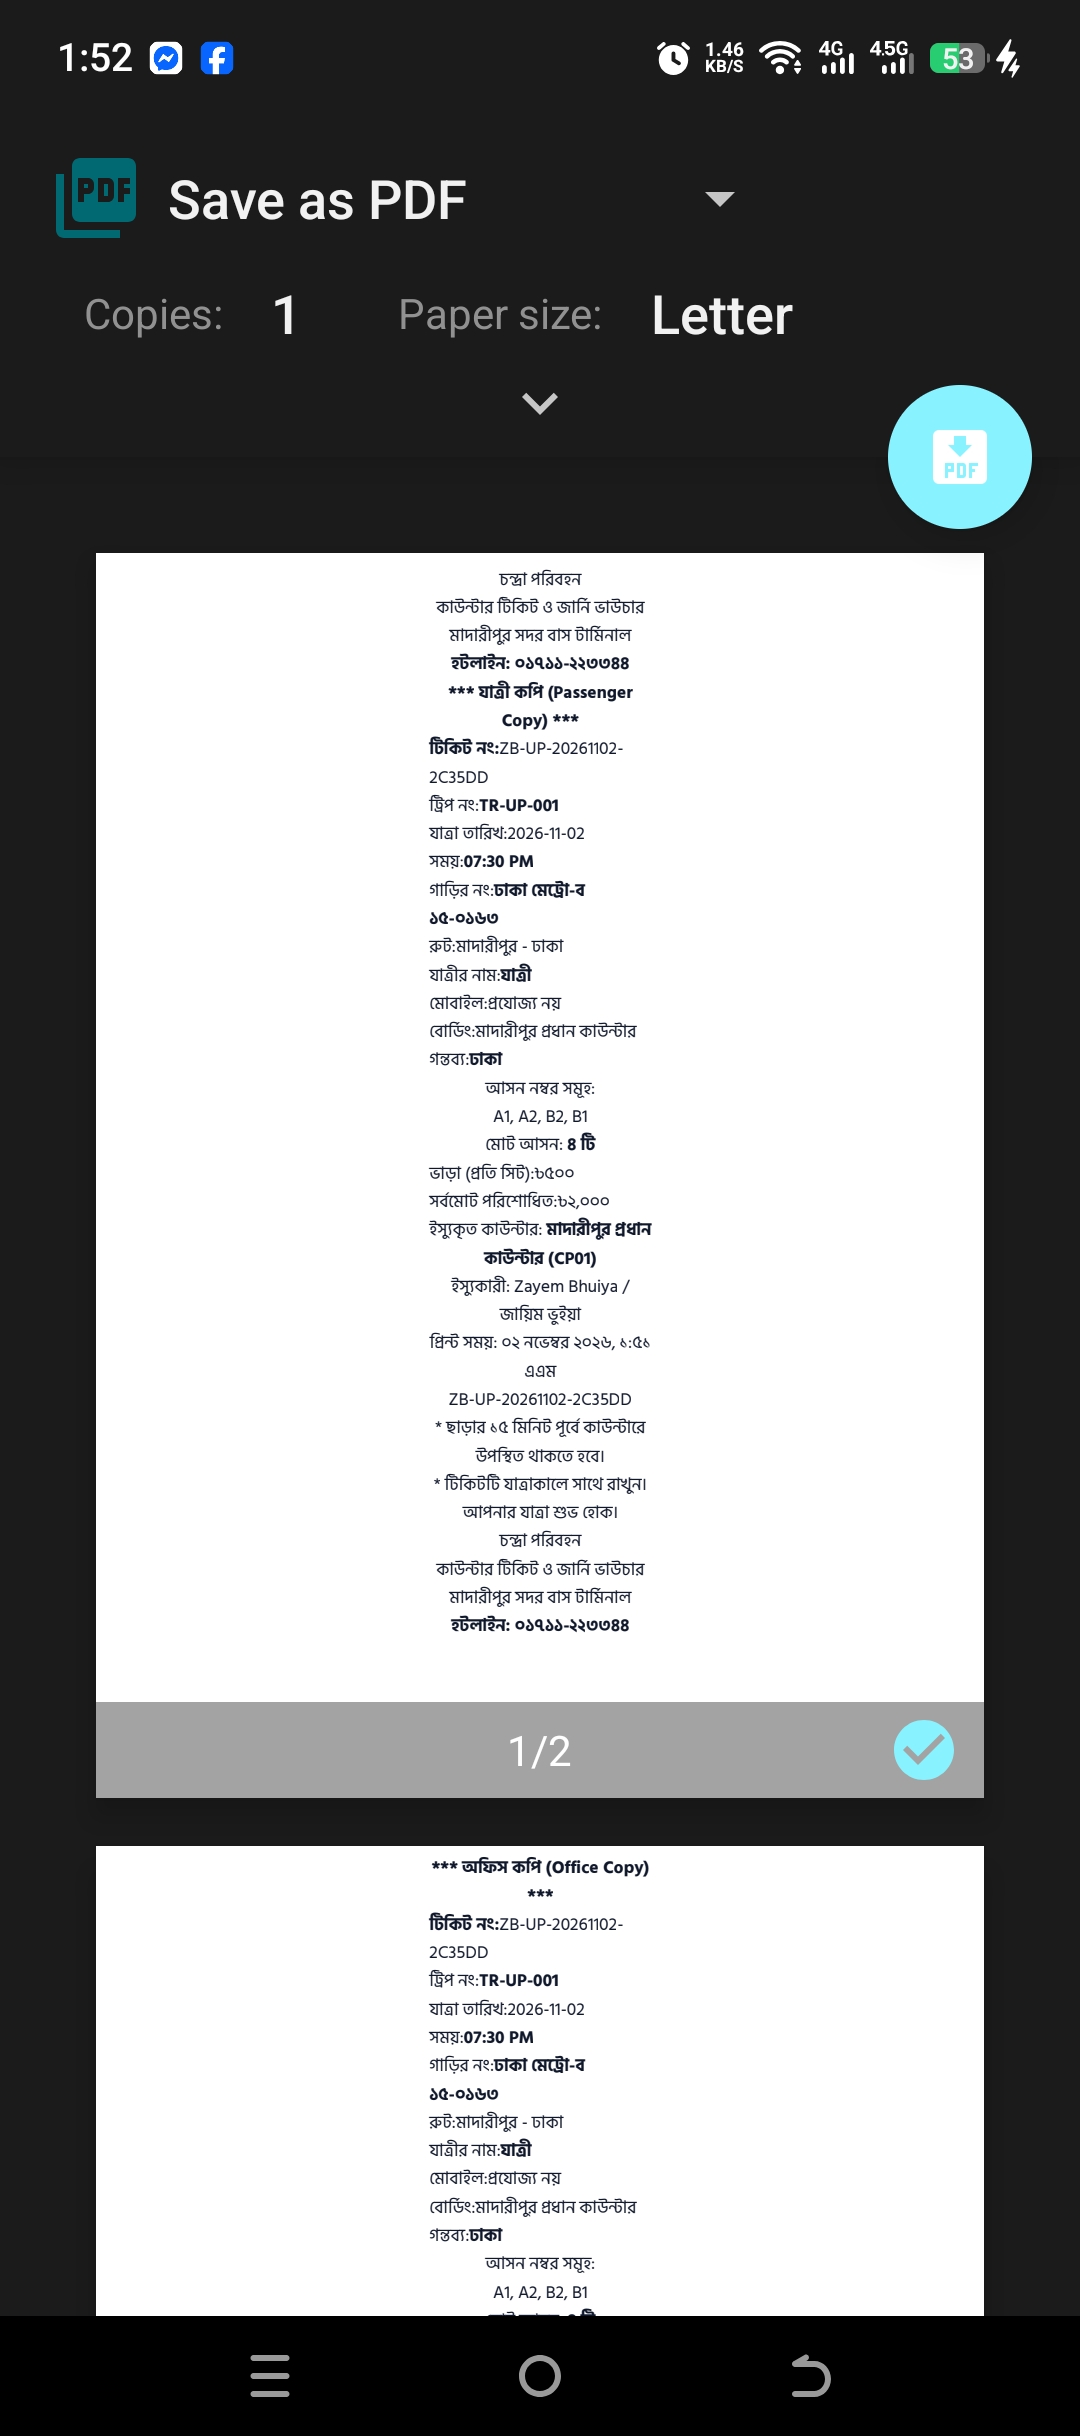 1:52
1.46 KB/S
4G
4.5G
53
PDF
Save as PDF
Copies: 1 Paper size: Letter
PDF
চন্দ্রা পরিবহন
কাউন্টার টিকিট ও জার্নি ভাউচার
মাদারীপুর সদর বাস টার্মিনাল
হটলাইন: ০১৭১১-২২৩৩৪৪
*** যাত্রী কপি (Passenger
Copy) ***
টিকিট নং:ZB-UP-20261102-
2C35DD
ট্রিপ নং:TR-UP-001
যাত্রা তারিখ:2026-11-02
সময়:07:30 PM
গাড়ির নং:ঢাকা মেট্রো-ব
১৫-০১৬৩
রুট:মাদারীপুর - ঢাকা
যাত্রীর নাম:যাত্রী
মোবাইল:প্রযোজ্য নয়
বোর্ডিং:মাদারীপুর প্রধান কাউন্টার
গন্তব্য:ঢাকা
আসন নম্বর সমূহ:
A1, A2, B2, B1
মোট আসন: ৪ টি
ভাড়া (প্রতি সিট):৳৫০০
সর্বমোট পরিশোধিত:৳২,০০০
ইস্যুকৃত কাউন্টার: মাদারীপুর প্রধান
কাউন্টার (CP01)
ইস্যুকারী: Zayem Bhuiya /
জায়িম ভূইয়া
প্রিন্ট সময়: ০২ নভেম্বর ২০২৬, ১:৫১
এএম
ZB-UP-20261102-2C35DD
* ছাড়ার ১৫ মিনিট পূর্বে কাউন্টারে
উপস্থিত থাকতে হবে।
* টিকিটটি যাত্রাকালে সাথে রাখুন।
আপনার যাত্রা শুভ হোক।
চন্দ্রা পরিবহন
কাউন্টার টিকিট ও জার্নি ভাউচার
মাদারীপুর সদর বাস টার্মিনাল
হটলাইন: ০১৭১১-২২৩৩৪৪
1/2
*** অফিস কপি (Office Copy)
***
টিকিট নং:ZB-UP-20261102-
2C35DD
ট্রিপ নং:TR-UP-001
যাত্রা তারিখ:2026-11-02
সময়:07:30 PM
গাড়ির নং:ঢাকা মেট্রো-ব
১৫-০১৬৩
রুট:মাদারীপুর - ঢাকা
যাত্রীর নাম:যাত্রী
মোবাইল:প্রযোজ্য নয়
বোর্ডিং:মাদারীপুর প্রধান কাউন্টার
গন্তব্য:ঢাকা
আসন নম্বর সমূহ:
A1, A2, B2, B1